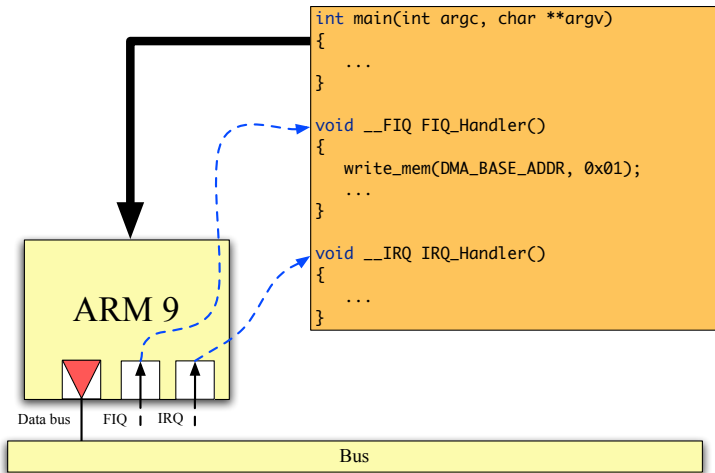 int main(int argc, char **argv)
{
...
}
void __FIQ FIQ_Handler()
{
write_mem(DMA_BASE_ADDR, 0x01);
...
}
void __IRQ IRQ_Handler()
{
...
}
ARM 9
Data bus
FIQ
IRQ
Bus